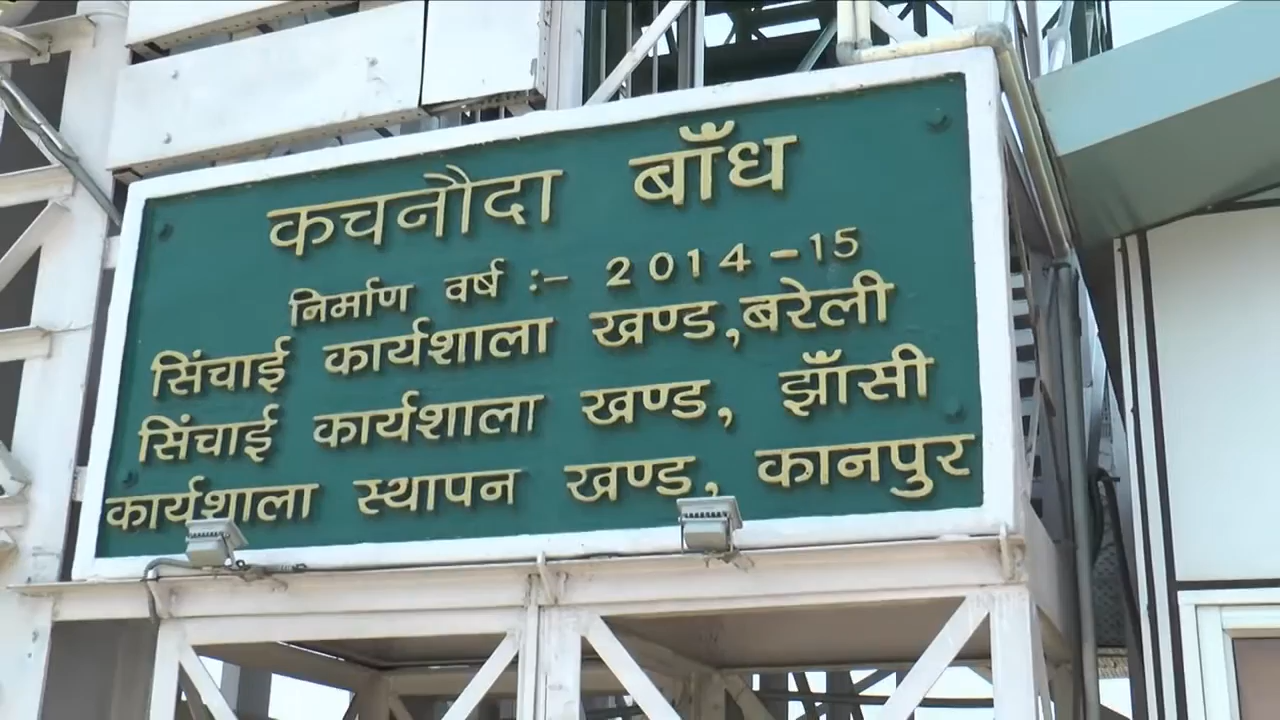 कचनौदा बाँध
निर्माण वर्ष :– 2014–15
सिंचाई कार्यशाला खण्ड,बरेली
सिंचाई कार्यशाला खण्ड, झाँसी
कार्यशाला स्थापन खण्ड, कानपुर